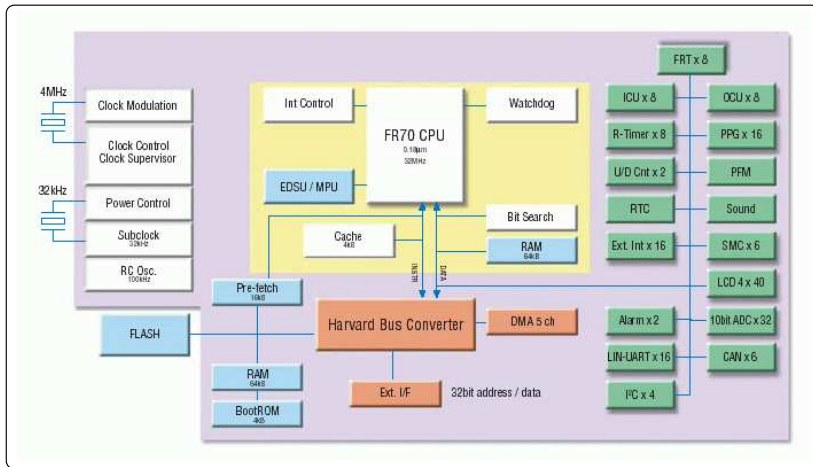 4MHz
Clock Modulation
Clock Control
Clock Supervisor
32kHz
Power Control
Subclock
32kHz
RC Osc.
100kHz
Int Control
FR70 CPU
0.18µm
32MHz
Watchdog
EDSU / MPU
Bit Search
Cache
4kB
RAM
64kB
INSTR
DATA
Pre-fetch
16kB
FLASH
Harvard Bus Converter
DMA 5 ch
RAM
64kB
BootROM
4kB
Ext. I/F
32bit address / data
FRT x 8
ICU x 8
OCU x 8
R-Timer x 8
PPG x 16
U/D Cnt x 2
PFM
RTC
Sound
Ext. Int x 16
SMC x 6
LCD 4 x 40
Alarm x 2
10bit ADC x 32
LIN-UART x 16
CAN x 6
I²C x 4